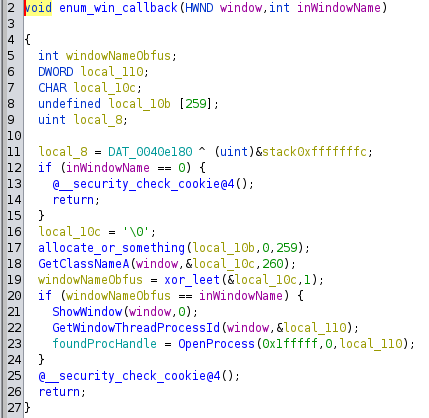 2 void enum_win_callback(HWND window,int inWindowName)
3
4 {
5 int windowNameObfus;
6 DWORD local_110;
7 CHAR local_10c;
8 undefined local_10b [259];
9 uint local_8;
10
11 local_8 = DAT_0040e180 ^ (uint)&stack0xfffffffc;
12 if (inWindowName == 0) {
13 @__security_check_cookie@4();
14 return;
15 }
16 local_10c = '\0';
17 allocate_or_something(local_10b,0,259);
18 GetClassNameA(window,&local_10c,260);
19 windowNameObfus = xor_leet(&local_10c,1);
20 if (windowNameObfus == inWindowName) {
21 ShowWindow(window,0);
22 GetWindowThreadProcessId(window,&local_110);
23 foundProcHandle = OpenProcess(0x1fffff,0,local_110);
24 }
25 @__security_check_cookie@4();
26 return;
27 }